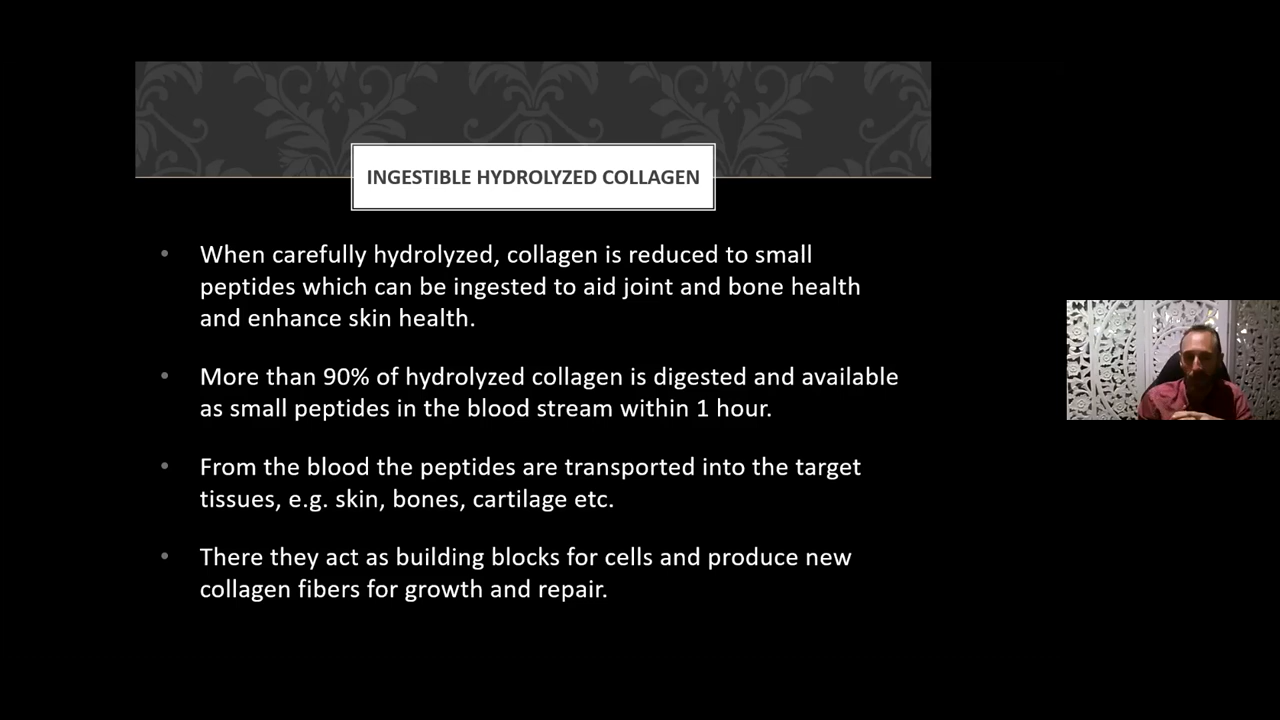 INGESTIBLE HYDROLYZED COLLAGEN
• When carefully hydrolyzed, collagen is reduced to small
peptides which can be ingested to aid joint and bone health
and enhance skin health.
• More than 90% of hydrolyzed collagen is digested and available
as small peptides in the blood stream within 1 hour.
• From the blood the peptides are transported into the target
tissues, e.g. skin, bones, cartilage etc.
• There they act as building blocks for cells and produce new
collagen fibers for growth and repair.